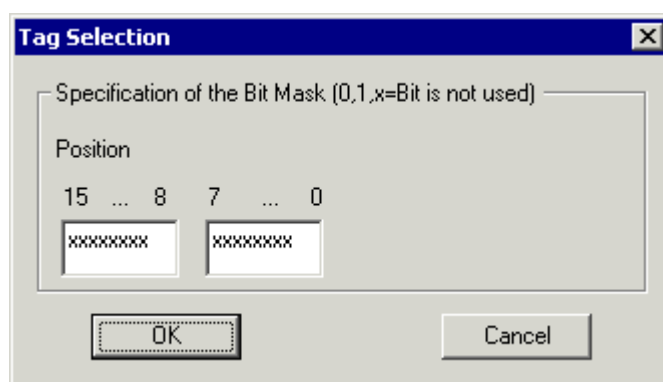 Tag Selection
Specification of the Bit Mask (0,1,x=Bit is not used)
Position
15 ... 8 7 ... 0
xxxxxxxx xxxxxxxx
OK Cancel